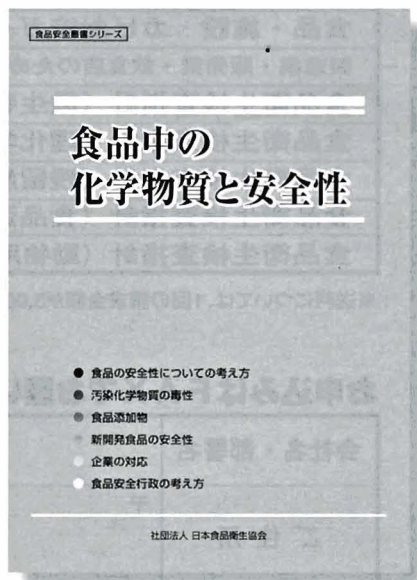 食品安全叢書シリーズ
食品中の
化学物質と安全性
● 食品の安全性についての考え方
● 汚染化学物質の毒性
● 食品添加物
● 新開発食品の安全性
● 企業の対応
● 食品安全行政の考え方
社団法人 日本食品衛生協会